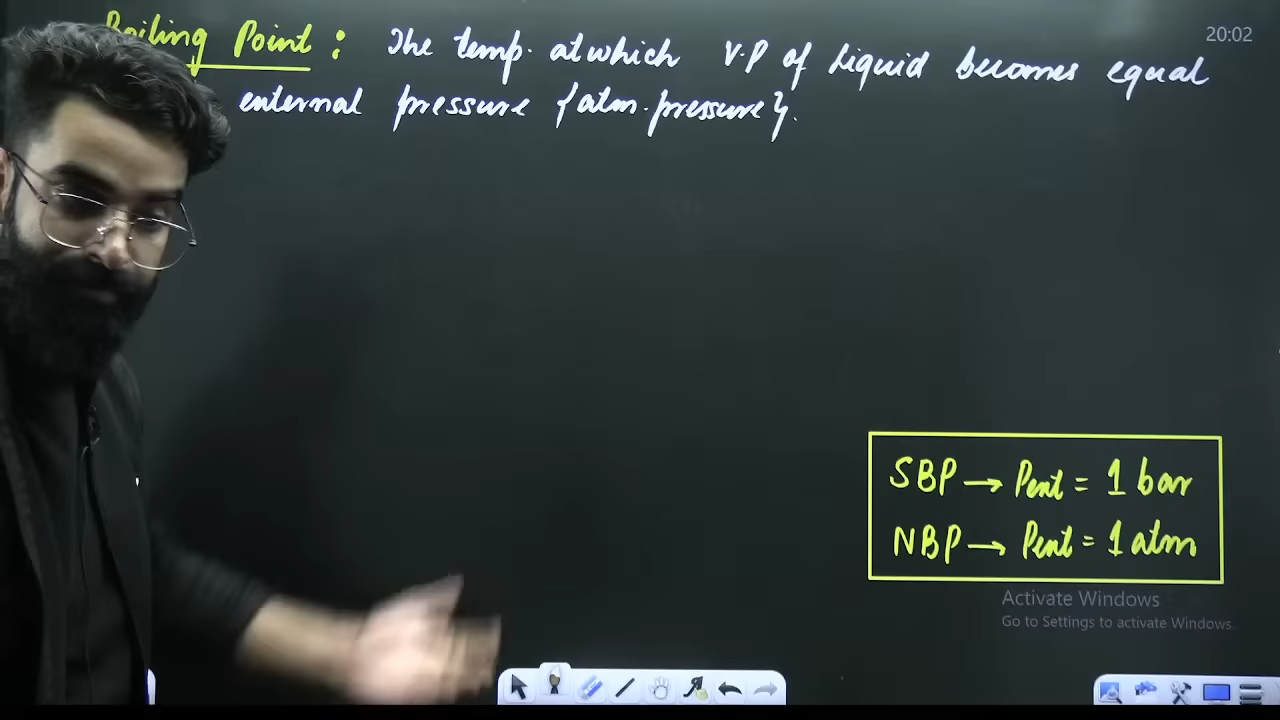 Boiling Point : The temp. at which V.P of Liquid becomes equal
external pressure {atm. pressure}.
20:02
SBP → Pext = 1 bar
NBP → Pext = 1 atm
Activate Windows
Go to Settings to activate Windows.